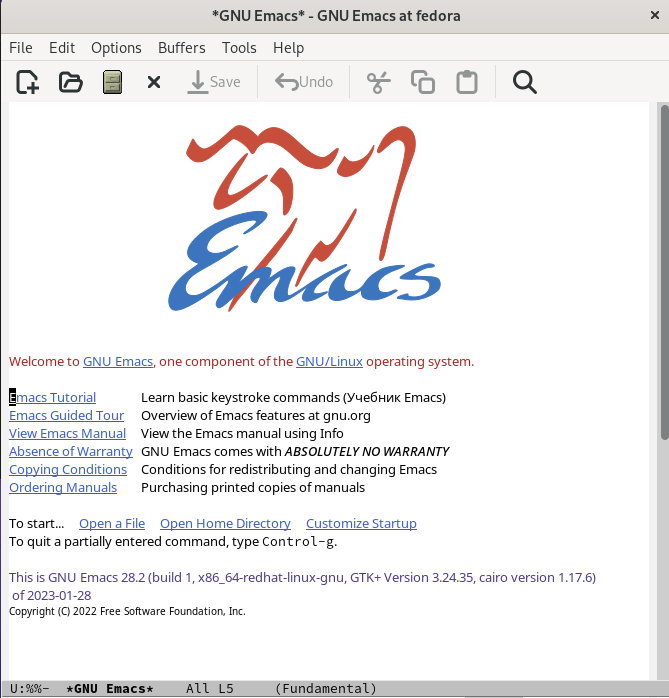 *GNU Emacs* - GNU Emacs at fedora
File Edit Options Buffers Tools Help
Save Undo
Emacs
Welcome to GNU Emacs, one component of the GNU/Linux operating system.
Emacs Tutorial Learn basic keystroke commands (Учебник Emacs)
Emacs Guided Tour Overview of Emacs features at gnu.org
View Emacs Manual View the Emacs manual using Info
Absence of Warranty GNU Emacs comes with ABSOLUTELY NO WARRANTY
Copying Conditions Conditions for redistributing and changing Emacs
Ordering Manuals Purchasing printed copies of manuals
To start... Open a File Open Home Directory Customize Startup
To quit a partially entered command, type Control-g.
This is GNU Emacs 28.2 (build 1, x86_64-redhat-linux-gnu, GTK+ Version 3.24.35, cairo version 1.17.6)
of 2023-01-28
Copyright (C) 2022 Free Software Foundation, Inc.
U:%%- *GNU Emacs* All L5 (Fundamental)